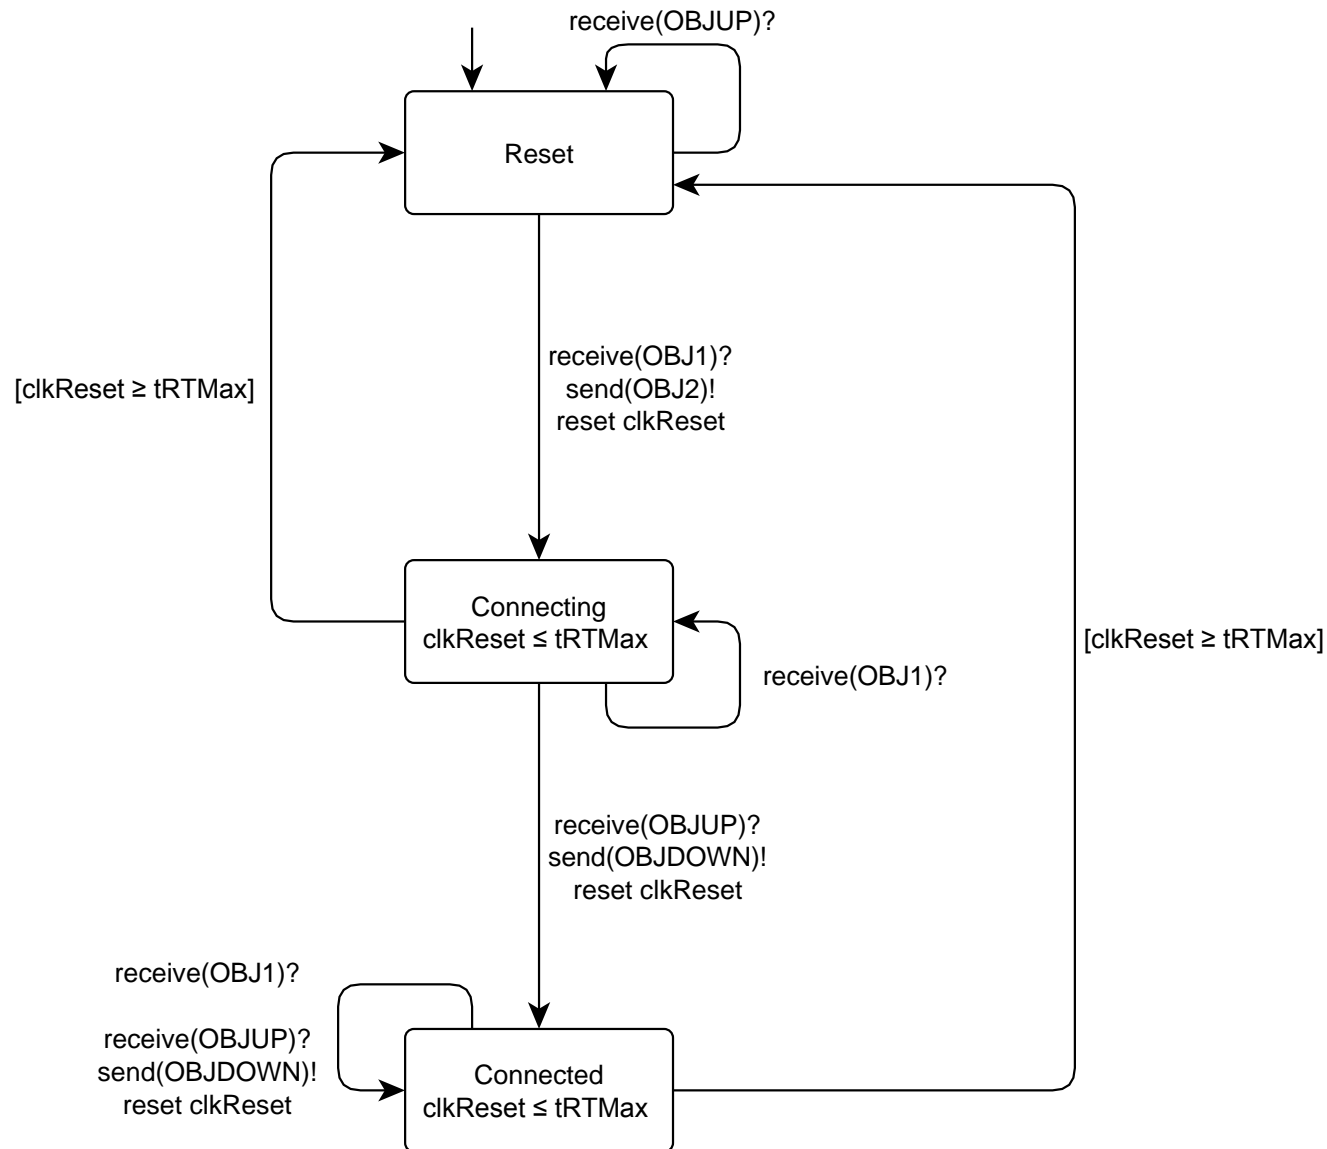 receive(OBJUP)?
Reset
receive(OBJ1)?
send(OBJ2)!
reset clkReset
[clkReset ≥ tRTMax]
Connecting
clkReset ≤ tRTMax
[clkReset ≥ tRTMax]
receive(OBJ1)?
receive(OBJUP)?
send(OBJDOWN)!
reset clkReset
receive(OBJ1)?
receive(OBJUP)?
send(OBJDOWN)!
reset clkReset
Connected
clkReset ≤ tRTMax